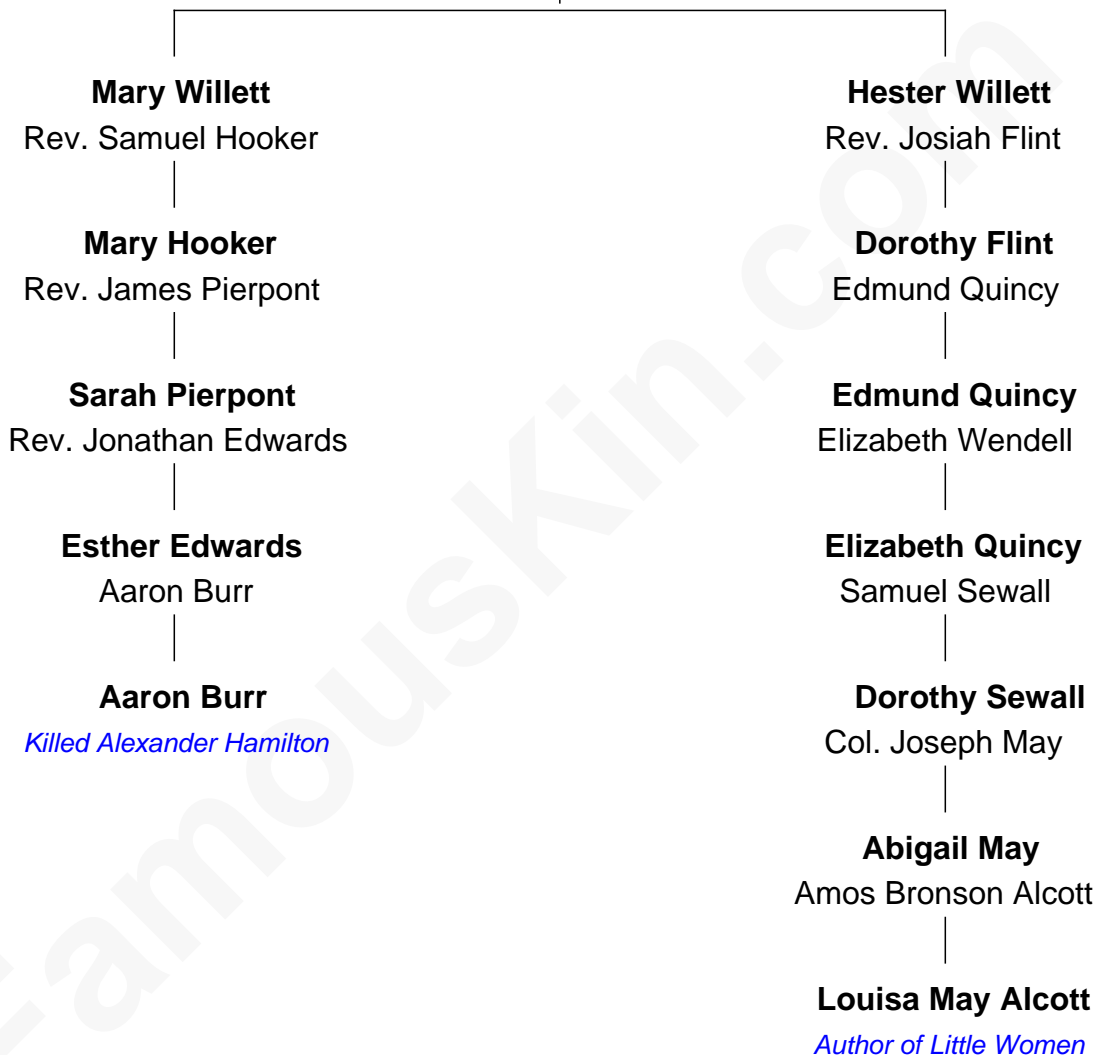 Mary Willett
Rev. Samuel Hooker
Mary Hooker
Rev. James Pierpont
Sarah Pierpont
Rev. Jonathan Edwards
Esther Edwards
Aaron Burr
Aaron Burr
Killed Alexander Hamilton
Hester Willett
Rev. Josiah Flint
Dorothy Flint
Edmund Quincy
Edmund Quincy
Elizabeth Wendell
Elizabeth Quincy
Samuel Sewall
Dorothy Sewall
Col. Joseph May
Abigail May
Amos Bronson Alcott
Louisa May Alcott
Author of Little Women
FamousKin.com